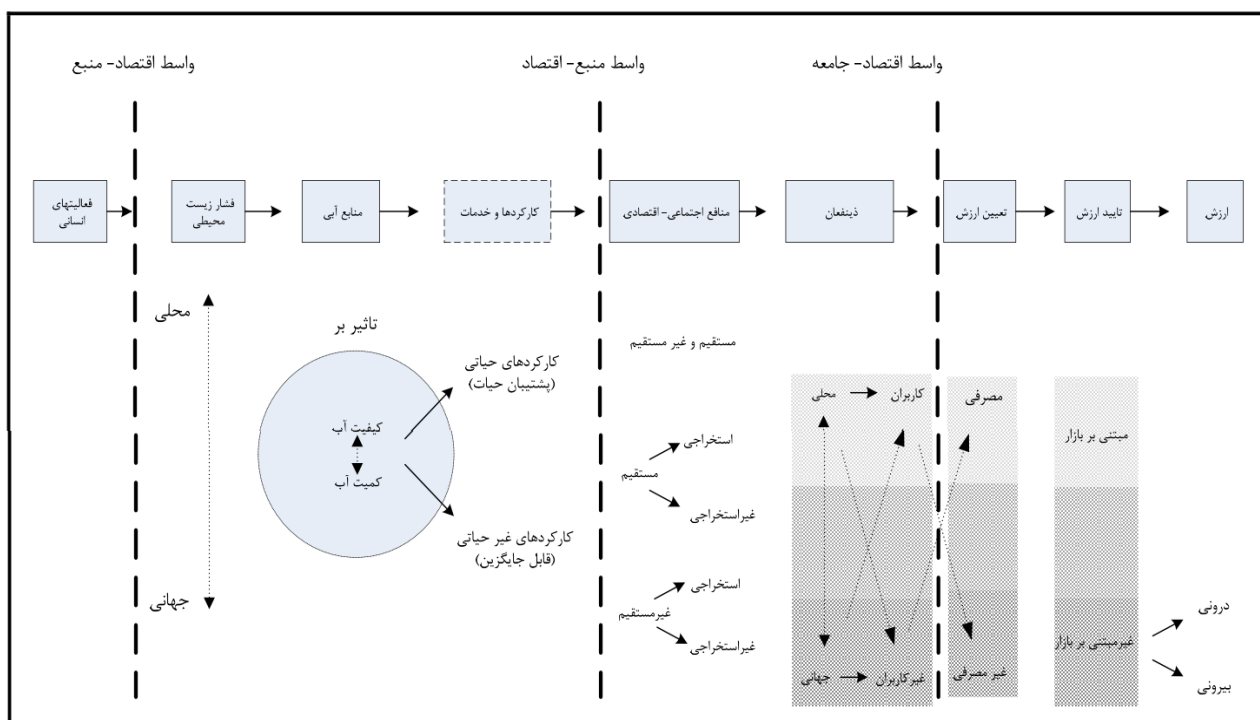 واسط اقتصاد- منبع
واسط منبع- اقتصاد
واسط اقتصاد- جامعه
فعالیتهای
انسانی
فشار زیست
محیطی
منابع آبی
کارکردها و خدمات
منافع اجتماعی- اقتصادی
ذینفعان
تعیین ارزش
تایید ارزش
ارزش
محلی
جهانی
تاثیر بر
کیفیت آب
کمیت آب
کارکردهای حیاتی
(پشتیبان حیات)
کارکردهای غیر حیاتی
(قابل جایگزین)
مستقیم و غیر مستقیم
مستقیم
استخراجی
غیراستخراجی
غیرمستقیم
استخراجی
غیراستخراجی
محلی
کاربران
جهانی
غیرکاربران
مصرفی
غیر مصرفی
مبتنی بر بازار
غیرمبتنی بر بازار
درونی
بیرونی